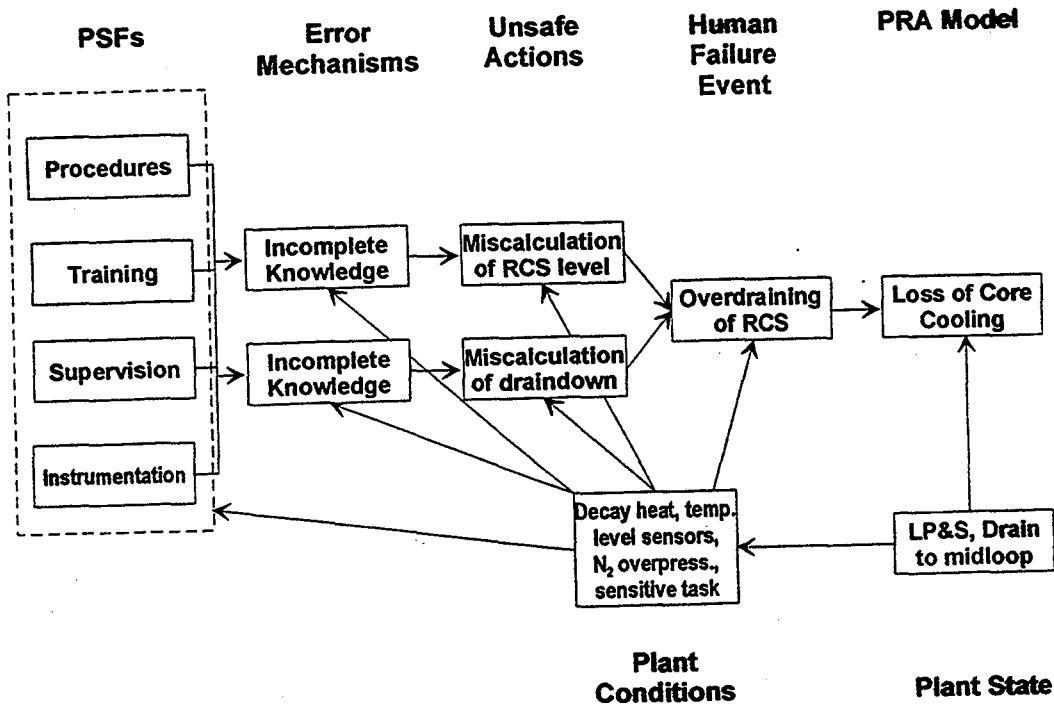 PSFs
Error
Mechanisms
Unsafe
Actions
Human
Failure
Event
PRA Model
Procedures
Training
Supervision
Instrumentation
Incomplete
Knowledge
Incomplete
Knowledge
Miscalculation
of RCS level
Miscalculation
of draindown
Overdraining
of RCS
Loss of Core
Cooling
Decay heat, temp.
level sensors,
N₂ overpress.,
sensitive task
LP&S, Drain
to midloop
Plant
Conditions
Plant State